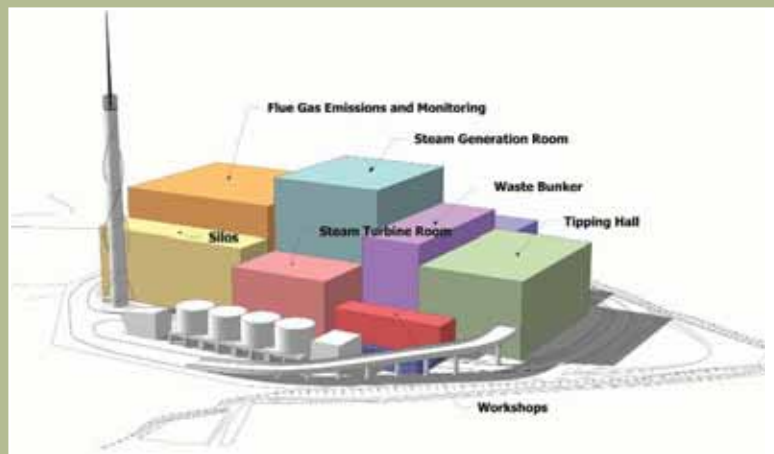 Flue Gas Emissions and Monitoring
Steam Generation Room
Waste Bunker
Tipping Hall
Silos
Steam Turbine Room
Workshops